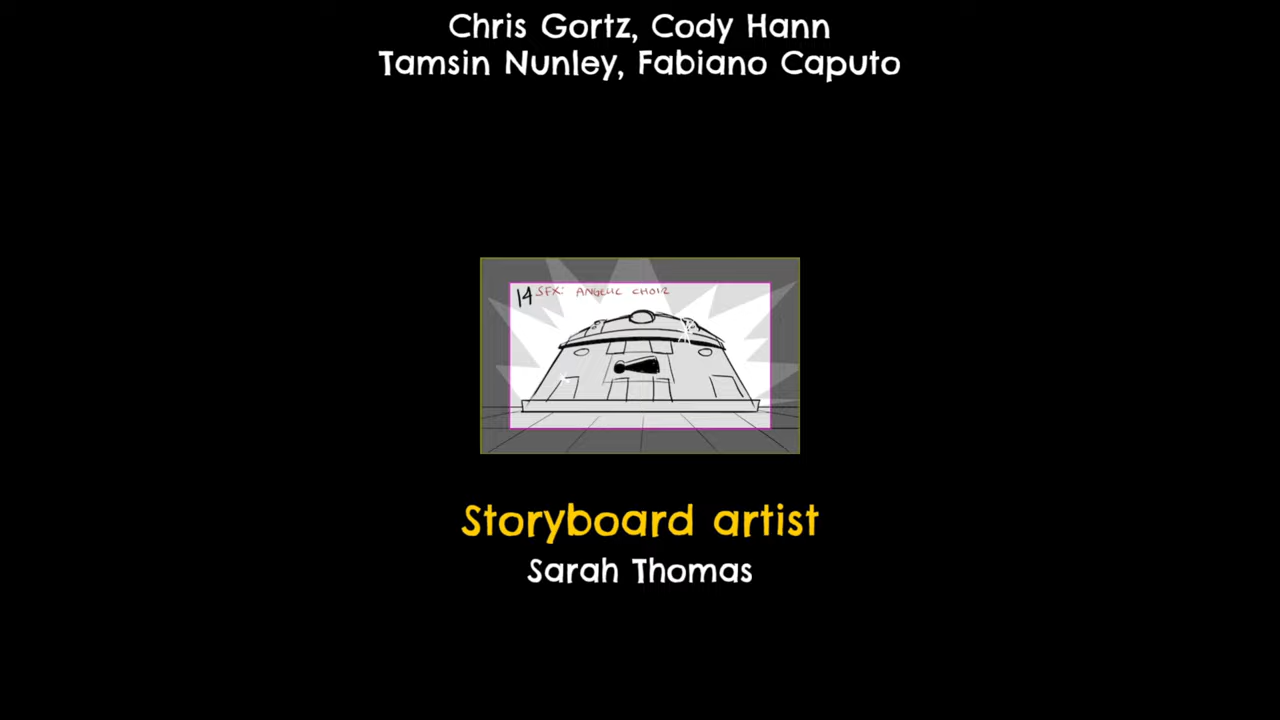 Chris Gortz, Cody Hann
Tamsin Nunley, Fabiano Caputo
14 SFX: ANGELIC CHOIR
Storyboard artist
Sarah Thomas